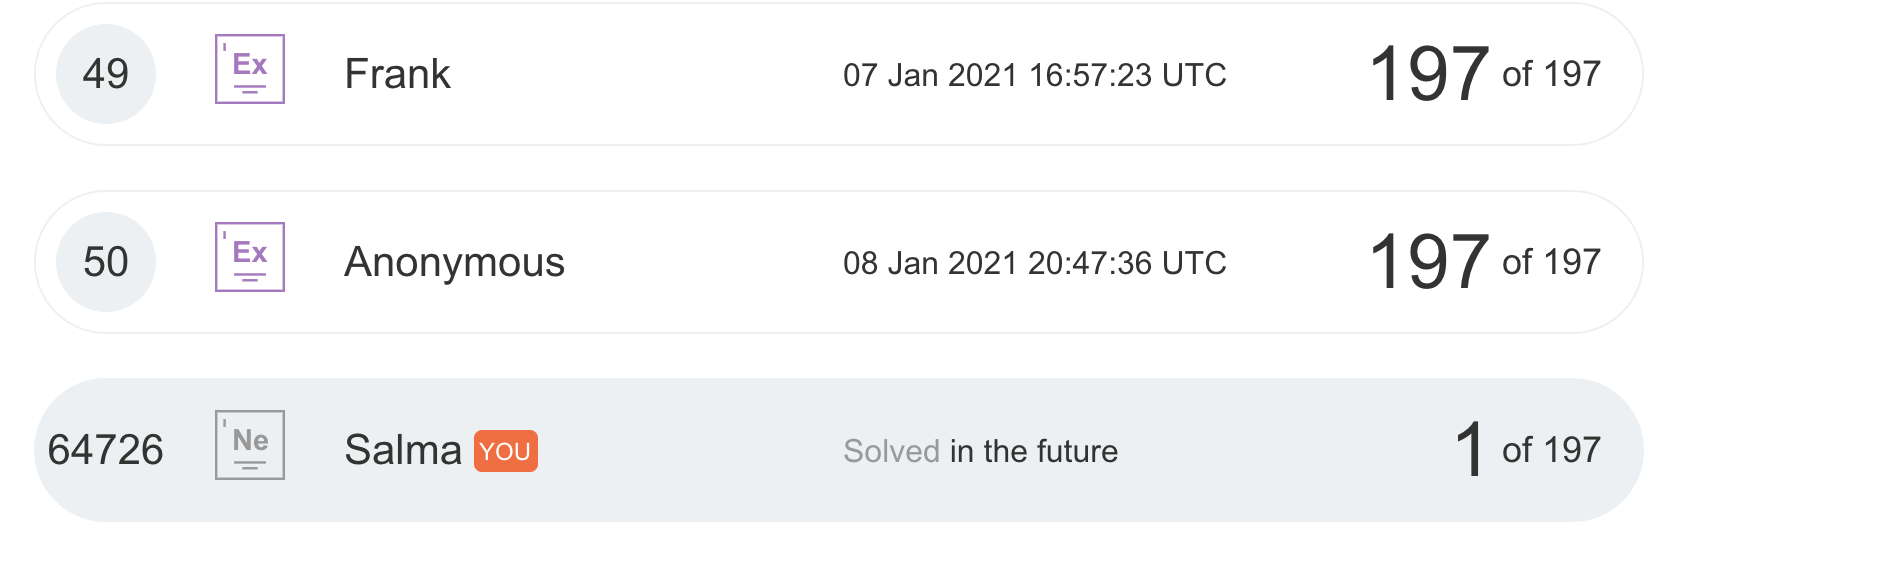 49 Ex Frank 07 Jan 2021 16:57:23 UTC 197 of 197
50 Ex Anonymous 08 Jan 2021 20:47:36 UTC 197 of 197
64726 Ne Salma YOU Solved in the future 1 of 197